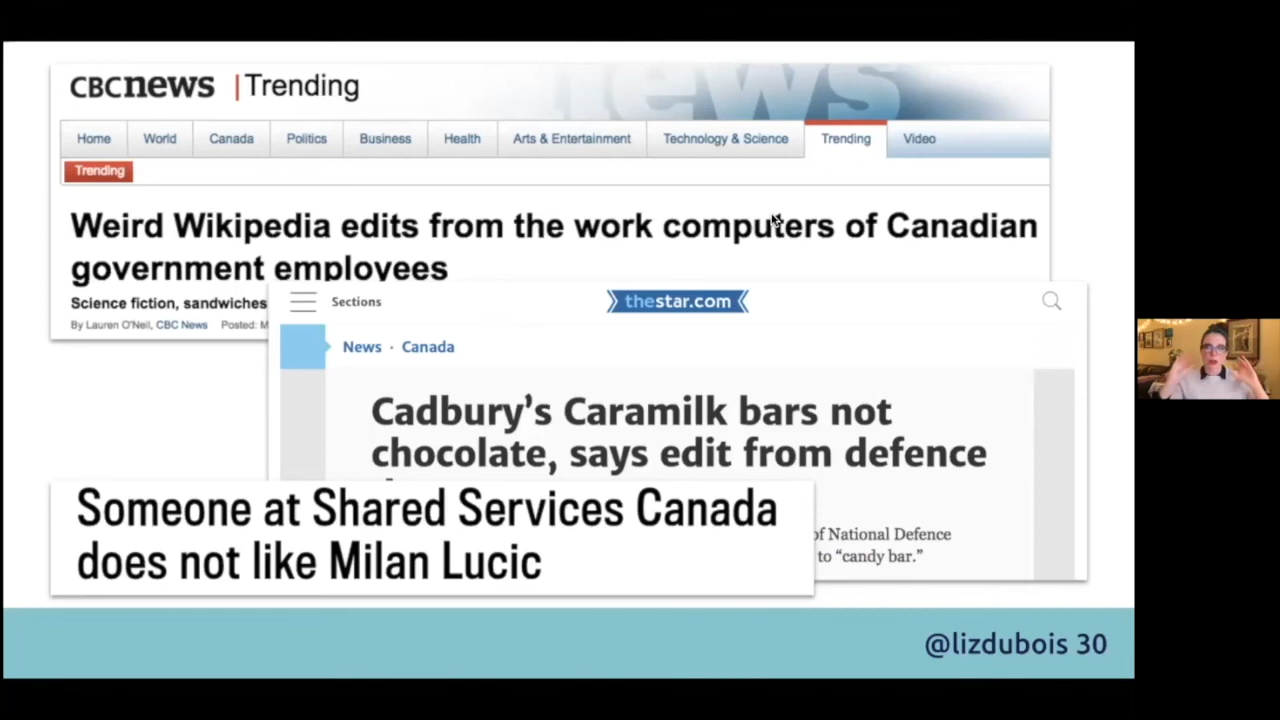 CBCnews | Trending
Home World Canada Politics Business Health Arts & Entertainment Technology & Science Trending Video
Trending
Weird Wikipedia edits from the work computers of Canadian
government employees
Science fiction, sandwiches
By Lauren O'Neil, CBC News Posted:
Sections
thestar.com
News · Canada
Cadbury's Caramilk bars not
chocolate, says edit from defence
of National Defence
to “candy bar.”
Someone at Shared Services Canada
does not like Milan Lucic
@lizdubois 30